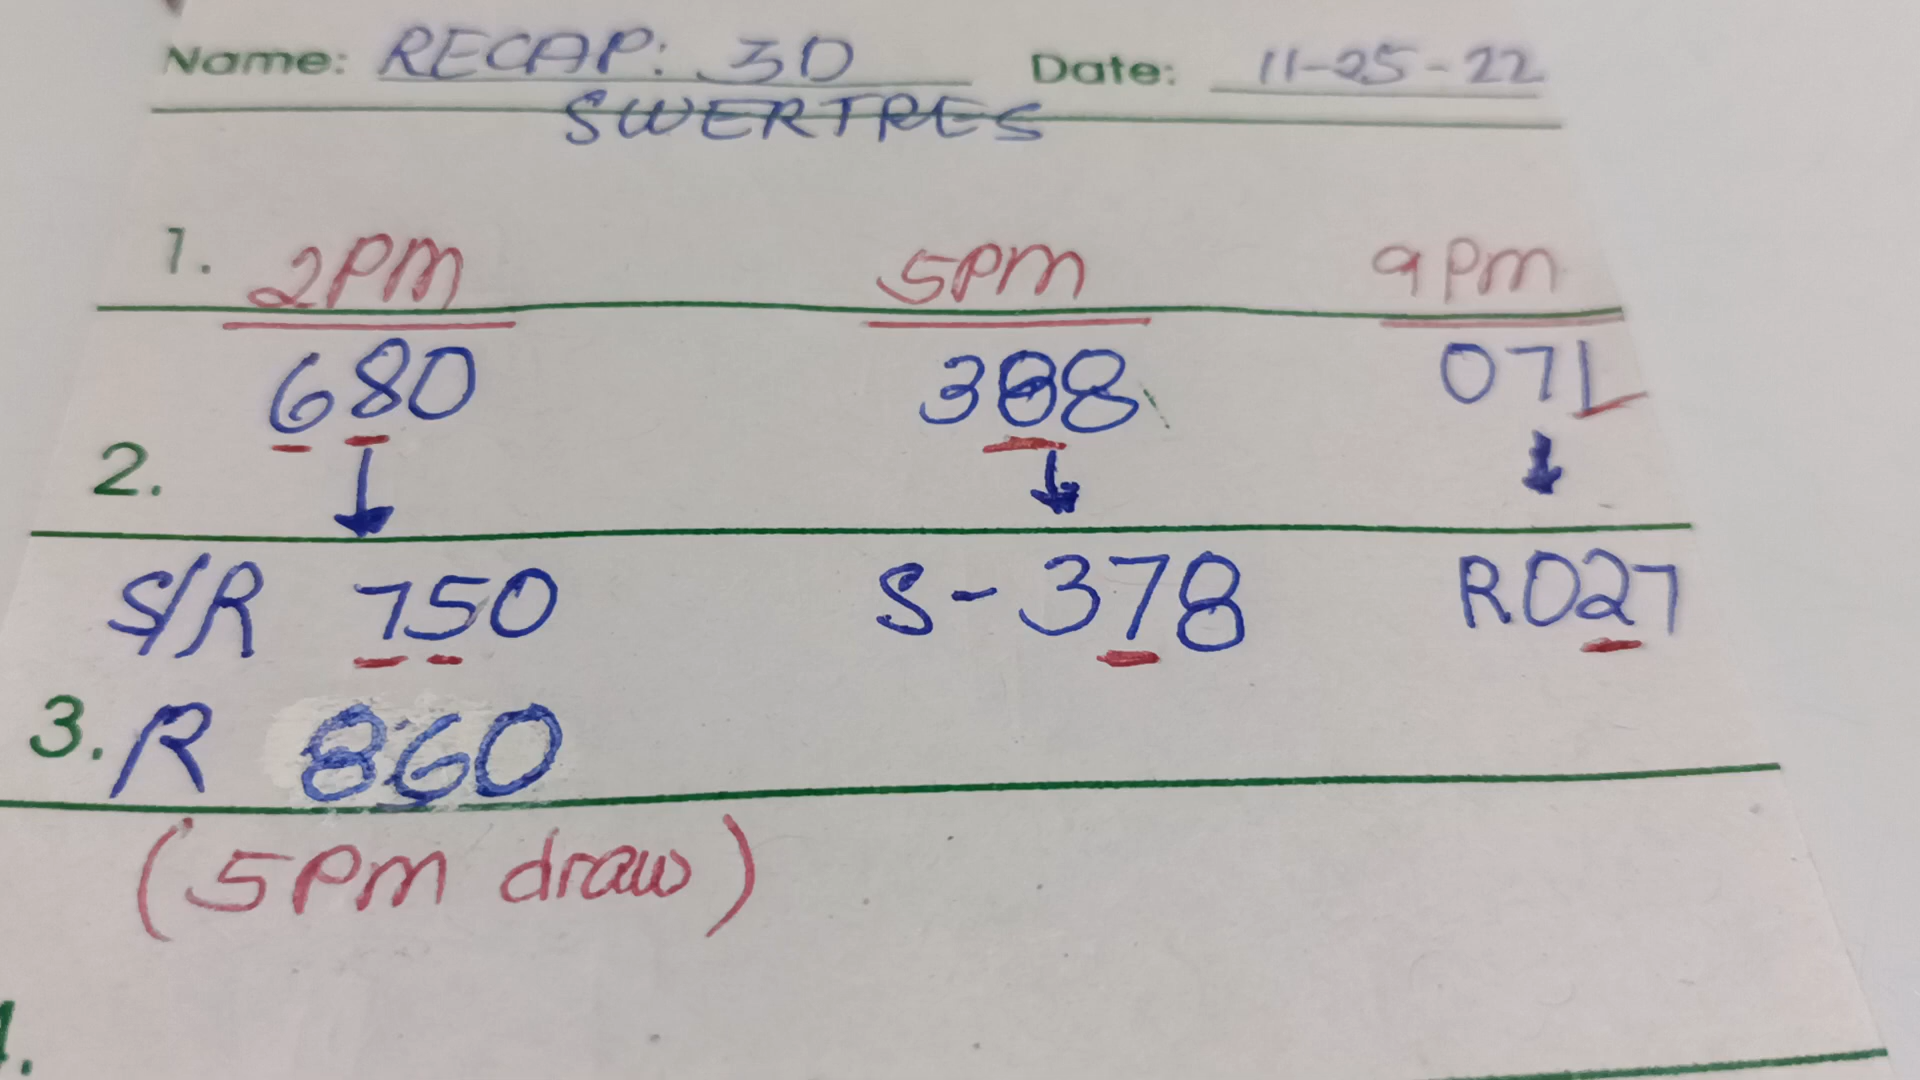 Name: RECAP: 3D Date: 11-25-22
SWERTRES
1. 2PM 5PM 9PM
680 388 071
2.
S/R 750 S-378 R027
3. R 860
(5PM draw)